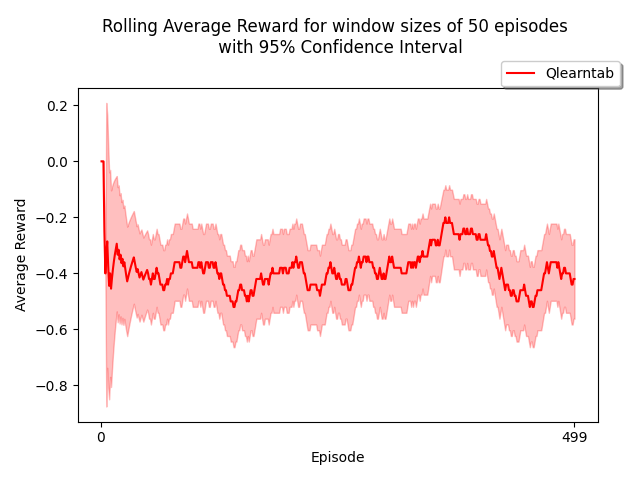 Rolling Average Reward for window sizes of 50 episodes
with 95% Confidence Interval
Qlearntab
0.2
0.0
−0.2
−0.4
−0.6
−0.8
Average Reward
0
499
Episode